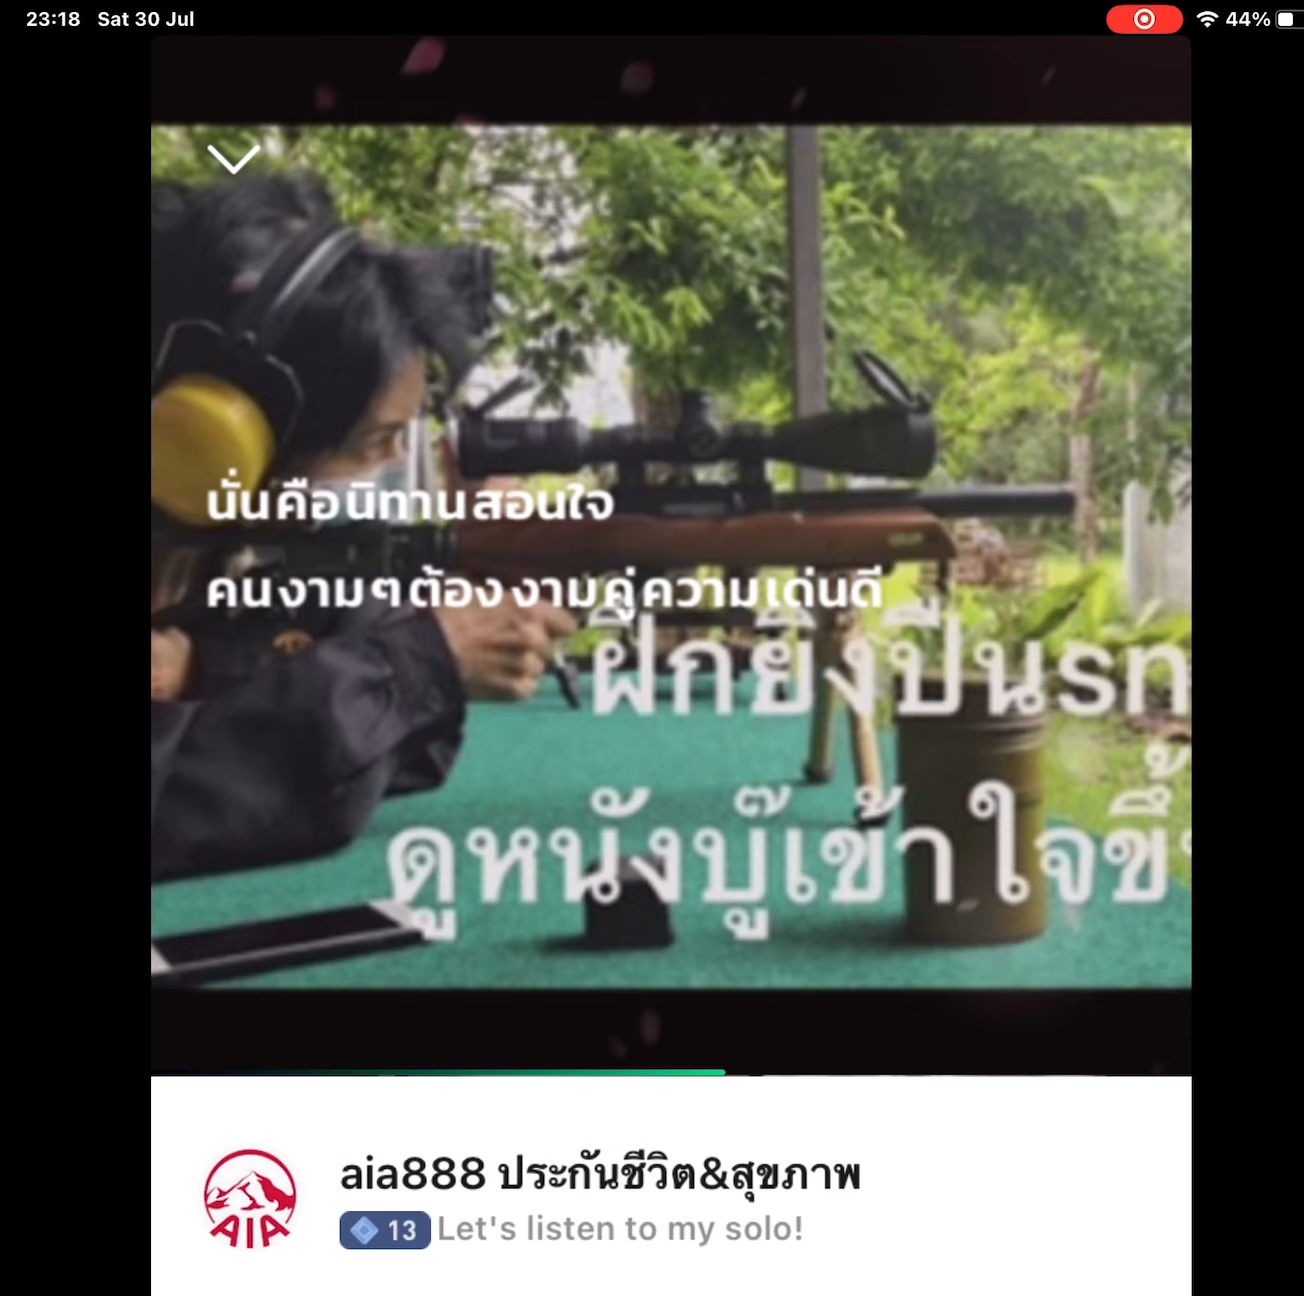 23:18 Sat 30 Jul 44%
นั่นคือนิทานสอนใจ
คนงามๆต้องงามคู่ความเด่นดี
ฝึกยิงปืนsn
ดูหนังบู๊เข้าใจขึ้
AIA
aia888 ประกันชีวิต&สุขภาพ
13 Let's listen to my solo!